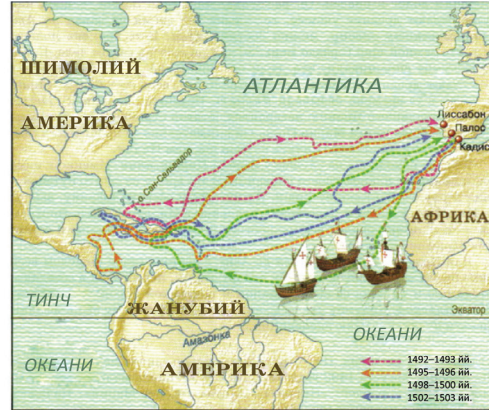 ШИМОЛИЙ
АМЕРИКА
АТЛАНТИКА
Лиссабон
Палос
Кадис
о. Сан-Сальвадор
АФРИКА
ТИНЧ
ОКЕАНИ
ЖАНУБИЙ
АМЕРИКА
Амазонка
Экватор
ОКЕАНИ
1492–1493 йй.
1495–1496 йй.
1498–1500 йй.
1502–1503 йй.